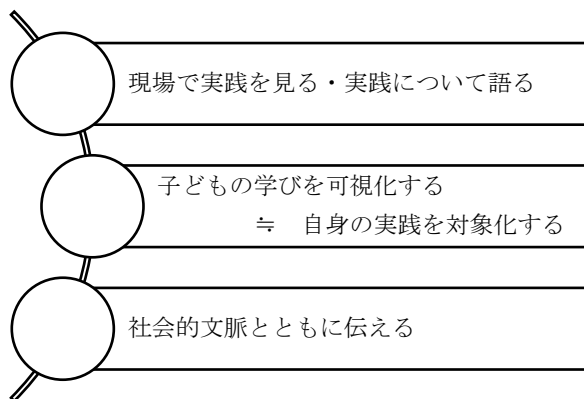 現場で実践を見る・実践について語る
子どもの学びを可視化する
≒　自身の実践を対象化する
社会的文脈とともに伝える